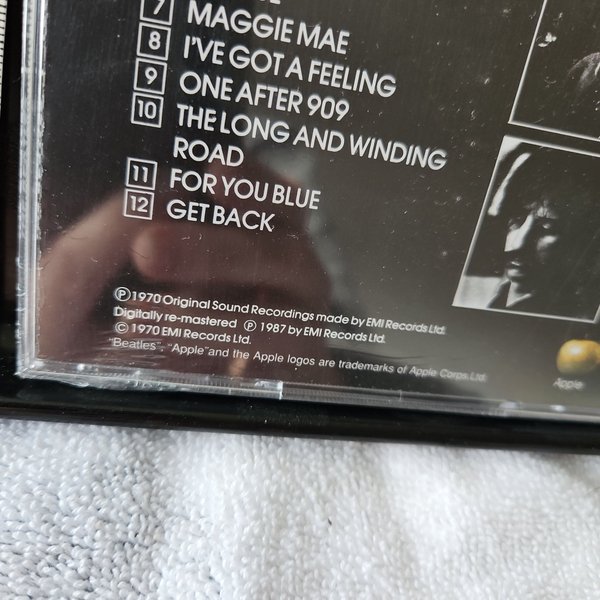 7 MAGGIE MAE
8 I'VE GOT A FEELING
9 ONE AFTER 909
10 THE LONG AND WINDING
ROAD
11 FOR YOU BLUE
12 GET BACK
Ⓟ1970 Original Sound Recordings made by EMI Records Ltd.
Digitally re-mastered Ⓟ 1987 by EMI Records Ltd.
© 1970 EMI Records Ltd.
"Beatles", "Apple" and the Apple logos are trademarks of Apple Corps. Ltd.
Apple